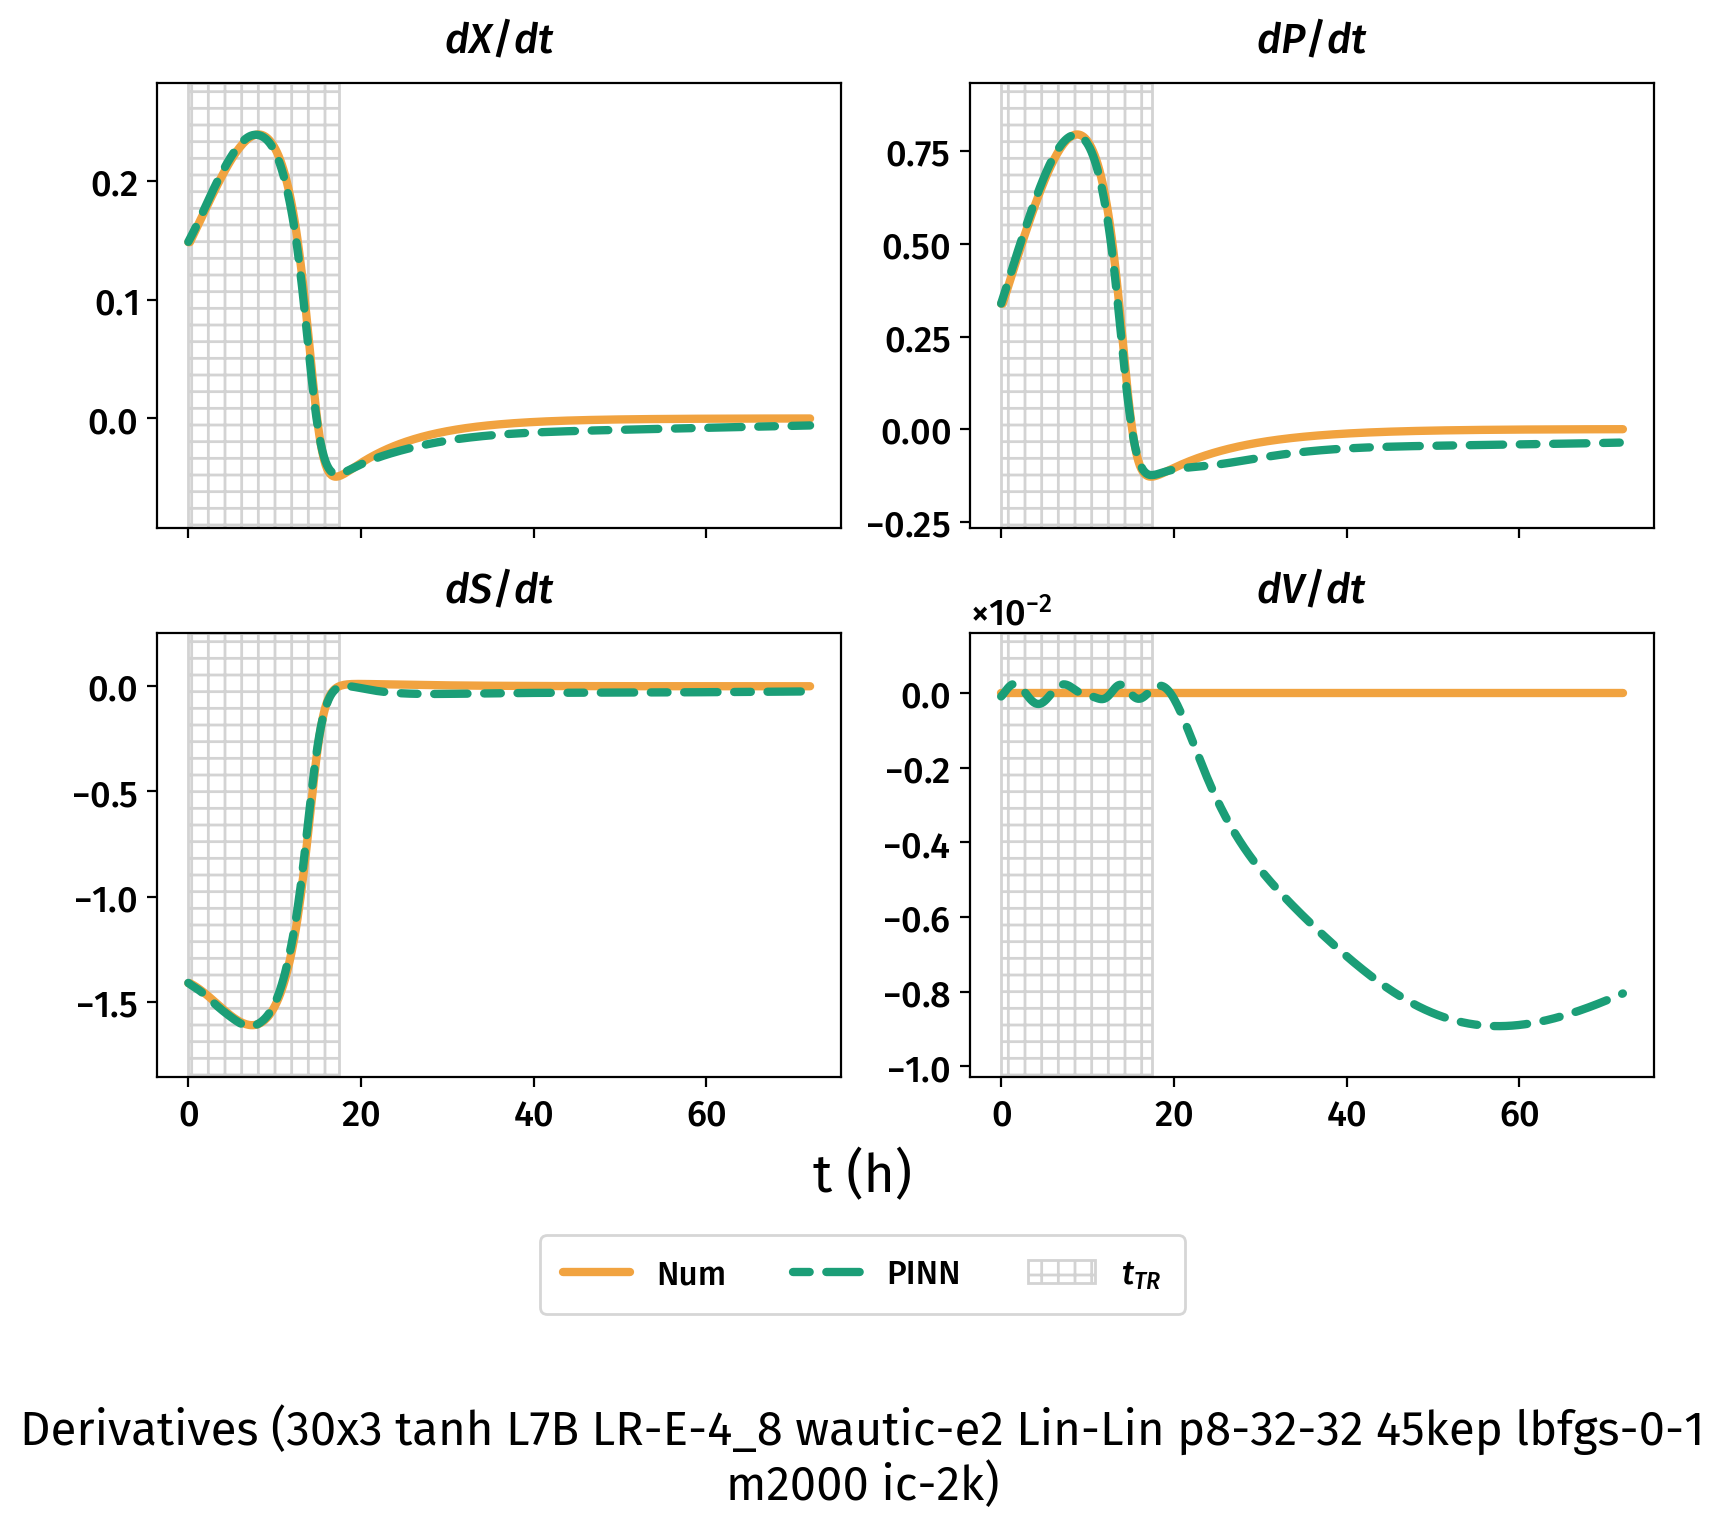 dX/dt
dP/dt
0.2
0.1
0.0
0.75
0.50
0.25
0.00
−0.25
dS/dt
dV/dt
×10⁻²
0.0
−0.5
−1.0
−1.5
0.0
−0.2
−0.4
−0.6
−0.8
−1.0
0 20 40 60
0 20 40 60
t (h)
Num PINN t_TR
Derivatives (30x3 tanh L7B LR-E-4_8 wautic-e2 Lin-Lin p8-32-32 45kep lbfgs-0-1
m2000 ic-2k)